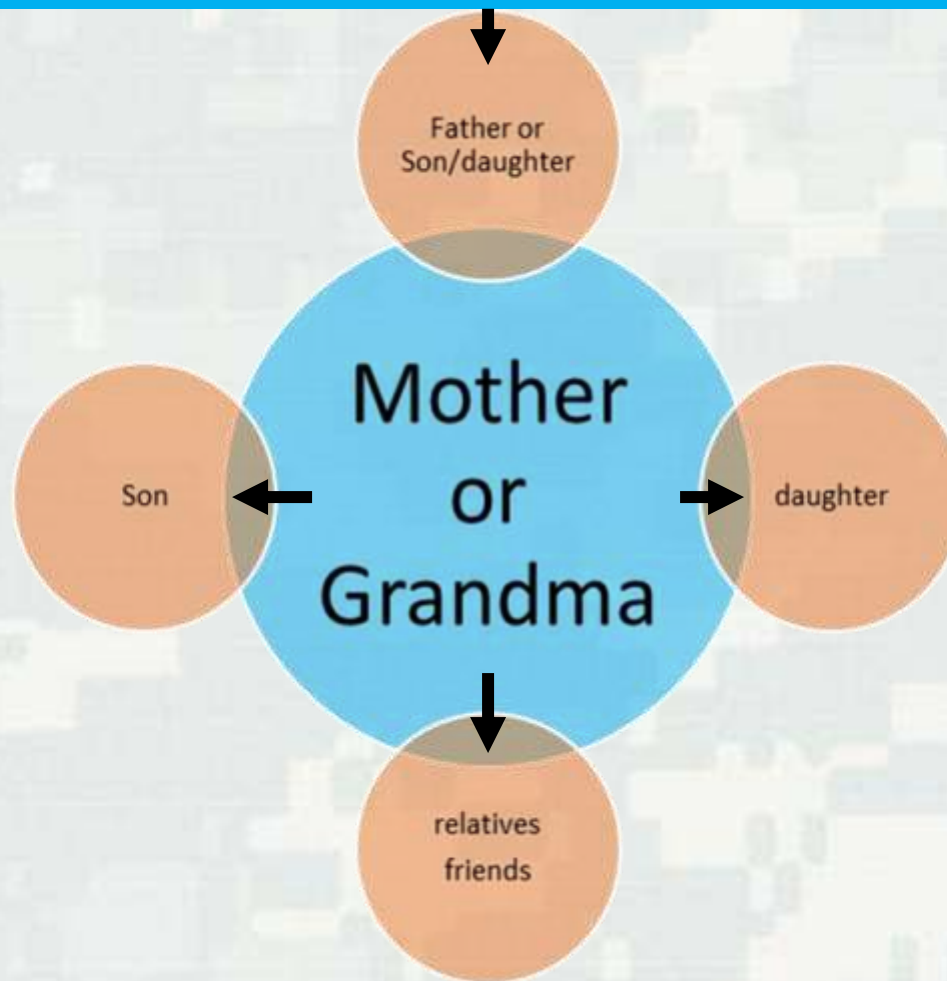 Father or
Son/daughter
Mother
or
Grandma
Son
daughter
relatives
friends